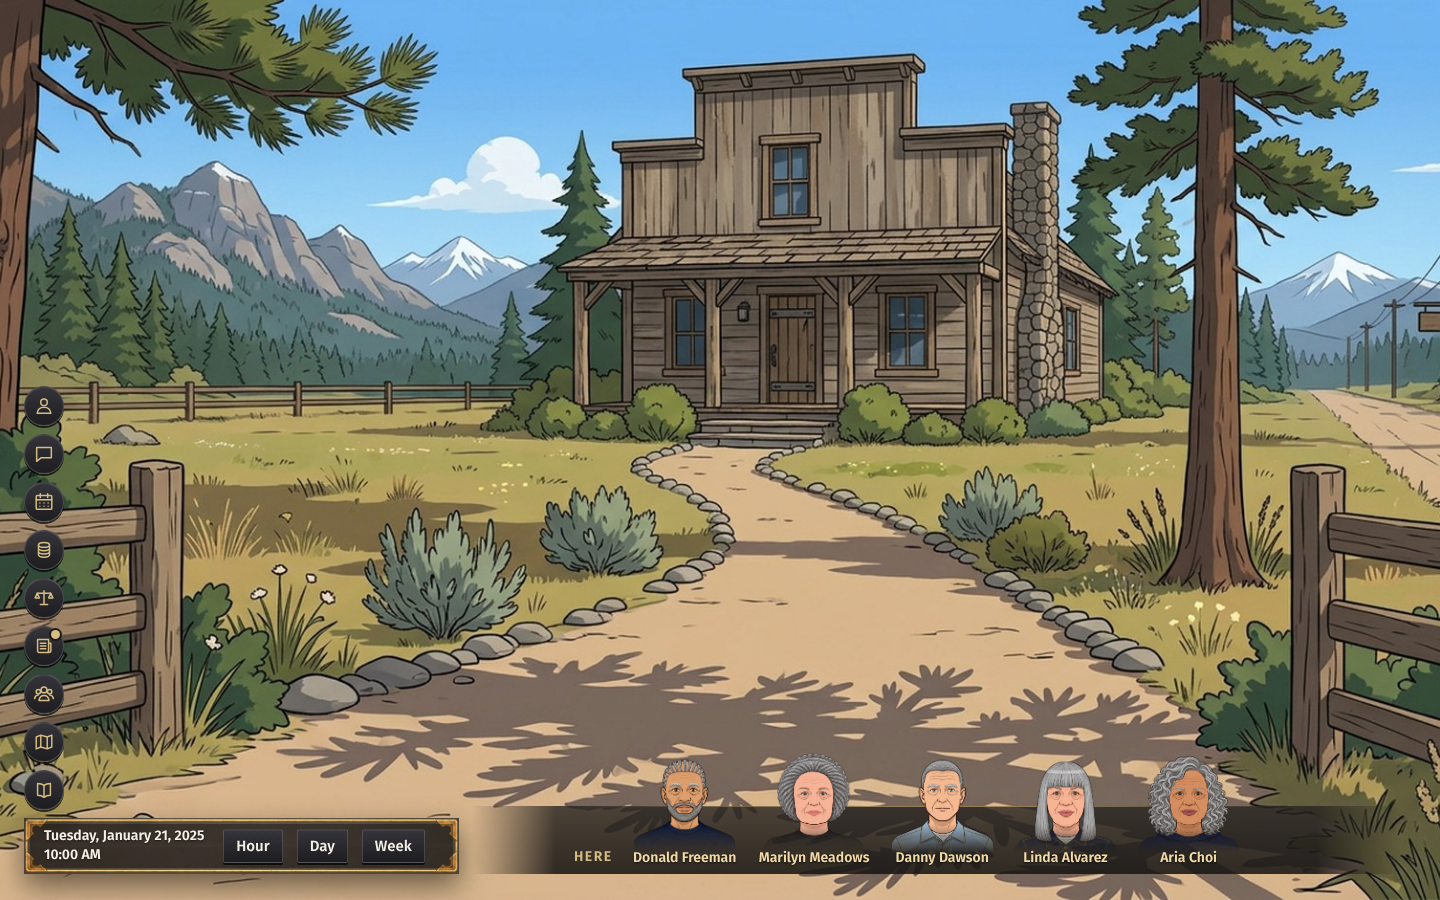 Tuesday, January 21, 2025
10:00 AM
Hour
Day
Week
HERE
Donald Freeman
Marilyn Meadows
Danny Dawson
Linda Alvarez
Aria Choi